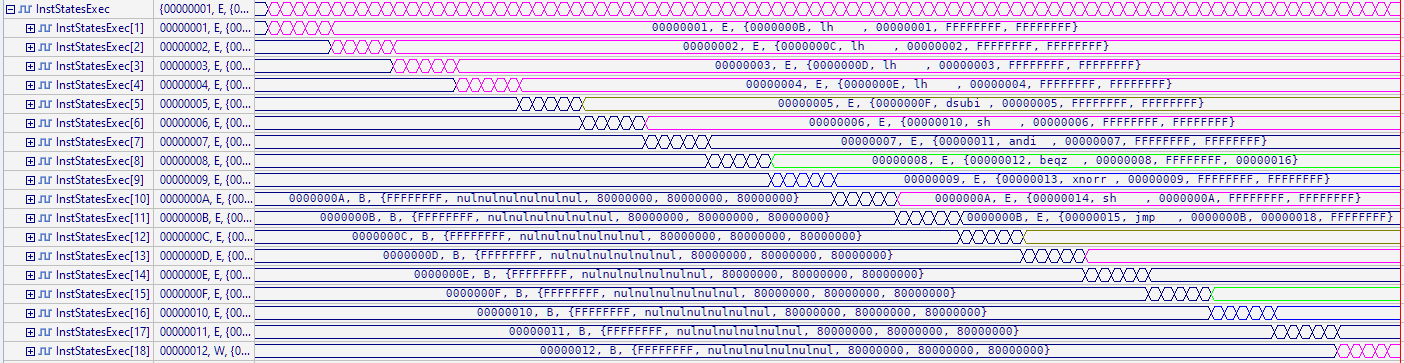 InstStatesExec {00000001, E, {0...
InstStatesExec[1] 00000001, E, {00... 00000001, E, {0000000B, lh , 00000001, FFFFFFFF, FFFFFFFF}
InstStatesExec[2] 00000002, E, {00... 00000002, E, {0000000C, lh , 00000002, FFFFFFFF, FFFFFFFF}
InstStatesExec[3] 00000003, E, {00... 00000003, E, {0000000D, lh , 00000003, FFFFFFFF, FFFFFFFF}
InstStatesExec[4] 00000004, E, {00... 00000004, E, {0000000E, lh , 00000004, FFFFFFFF, FFFFFFFF}
InstStatesExec[5] 00000005, E, {00... 00000005, E, {0000000F, dsubi , 00000005, FFFFFFFF, FFFFFFFF}
InstStatesExec[6] 00000006, E, {00... 00000006, E, {00000010, sh , 00000006, FFFFFFFF, FFFFFFFF}
InstStatesExec[7] 00000007, E, {00... 00000007, E, {00000011, andi , 00000007, FFFFFFFF, FFFFFFFF}
InstStatesExec[8] 00000008, E, {00... 00000008, E, {00000012, beqz , 00000008, FFFFFFFF, 00000016}
InstStatesExec[9] 00000009, E, {00... 00000009, E, {00000013, xnorr , 00000009, FFFFFFFF, FFFFFFFF}
InstStatesExec[10] 0000000A, E, {00... 0000000A, B, {FFFFFFFF, nulnulnulnulnulnul, 80000000, 80000000, 80000000} 0000000A, E, {00000014, sh , 0000000A, FFFFFFFF, FFFFFFFF}
InstStatesExec[11] 0000000B, E, {00... 0000000B, B, {FFFFFFFF, nulnulnulnulnulnul, 80000000, 80000000, 80000000} 0000000B, E, {00000015, jmp , 0000000B, 00000018, FFFFFFFF}
InstStatesExec[12] 0000000C, E, {00... 0000000C, B, {FFFFFFFF, nulnulnulnulnulnul, 80000000, 80000000, 80000000}
InstStatesExec[13] 0000000D, E, {00... 0000000D, B, {FFFFFFFF, nulnulnulnulnulnul, 80000000, 80000000, 80000000}
InstStatesExec[14] 0000000E, E, {00... 0000000E, B, {FFFFFFFF, nulnulnulnulnulnul, 80000000, 80000000, 80000000}
InstStatesExec[15] 0000000F, E, {00... 0000000F, B, {FFFFFFFF, nulnulnulnulnulnul, 80000000, 80000000, 80000000}
InstStatesExec[16] 00000010, E, {00... 00000010, B, {FFFFFFFF, nulnulnulnulnulnul, 80000000, 80000000, 80000000}
InstStatesExec[17] 00000011, E, {00... 00000011, B, {FFFFFFFF, nulnulnulnulnulnul, 80000000, 80000000, 80000000}
InstStatesExec[18] 00000012, W, {0... 00000012, B, {FFFFFFFF, nulnulnulnulnulnul, 80000000, 80000000, 80000000}